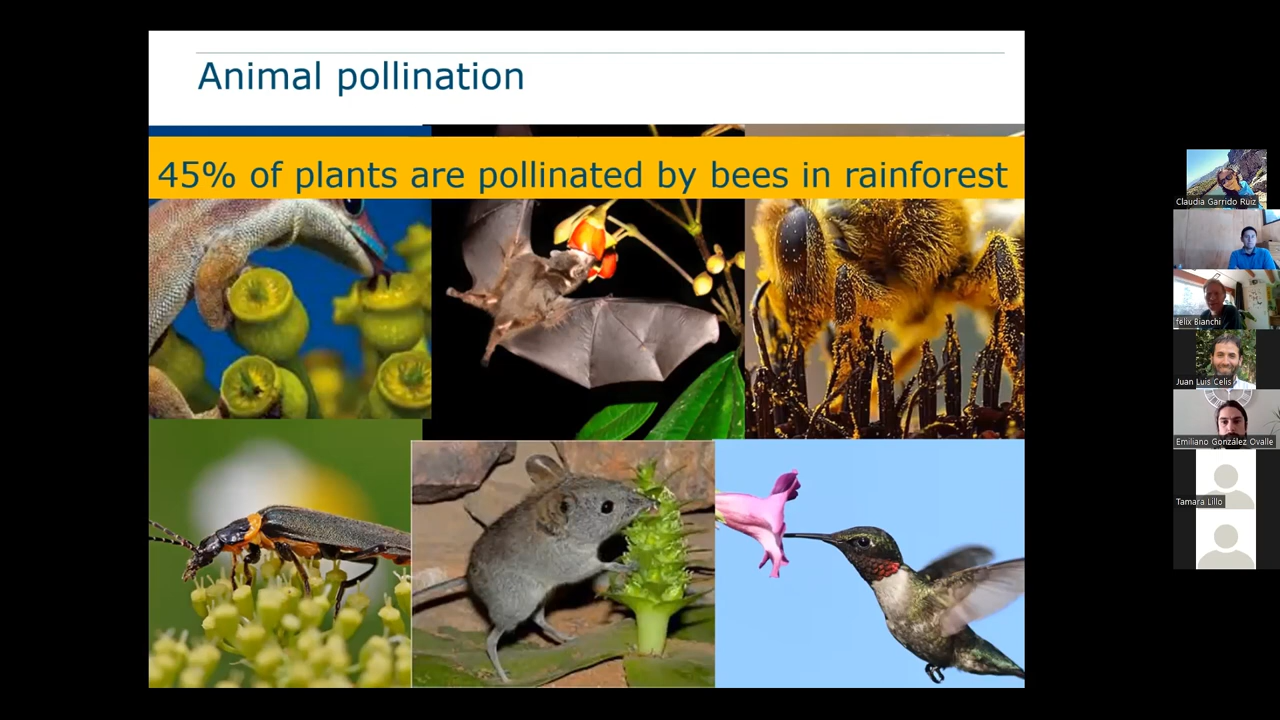 Animal pollination
45% of plants are pollinated by bees in rainforest
Claudia Garrido Ruiz
felix Bianchi
Juan Luis Celis
Emiliano González Ovalle
Tamara Lillo